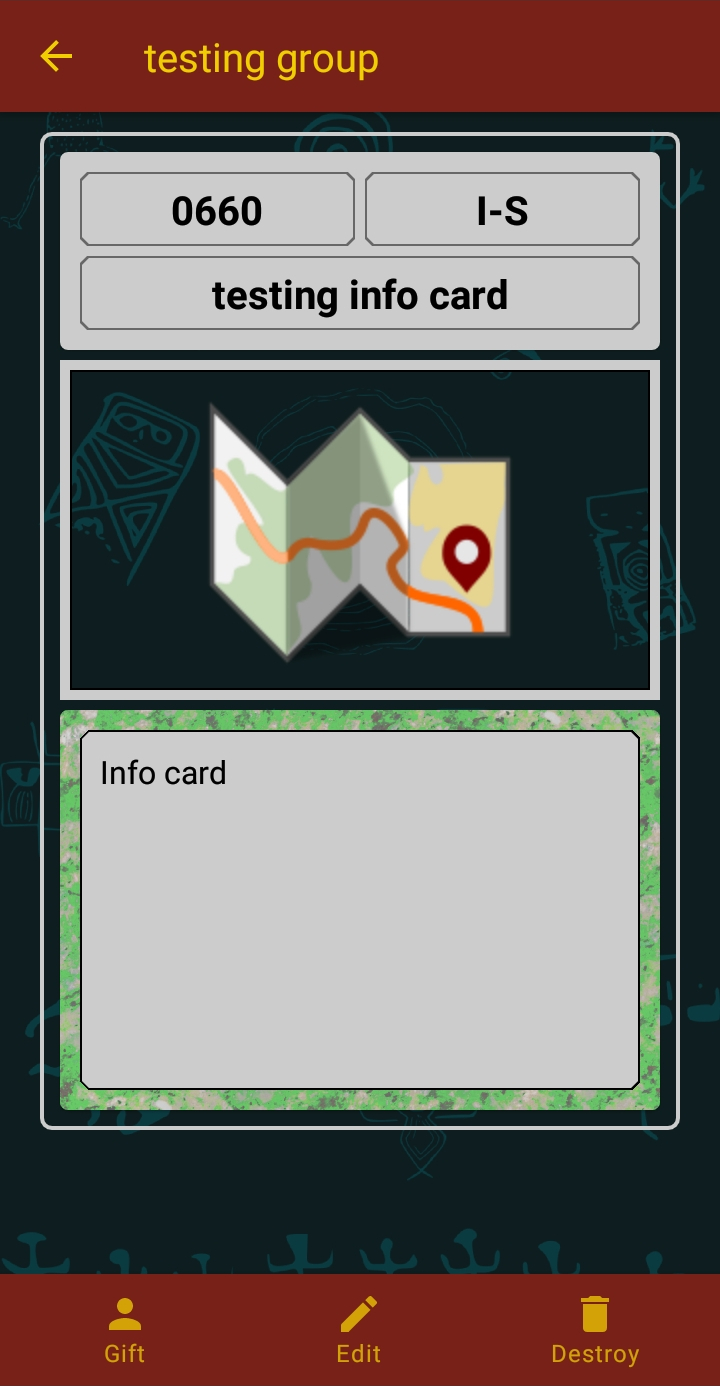 testing group
0660
I-S
testing info card
Info card
Gift
Edit
Destroy